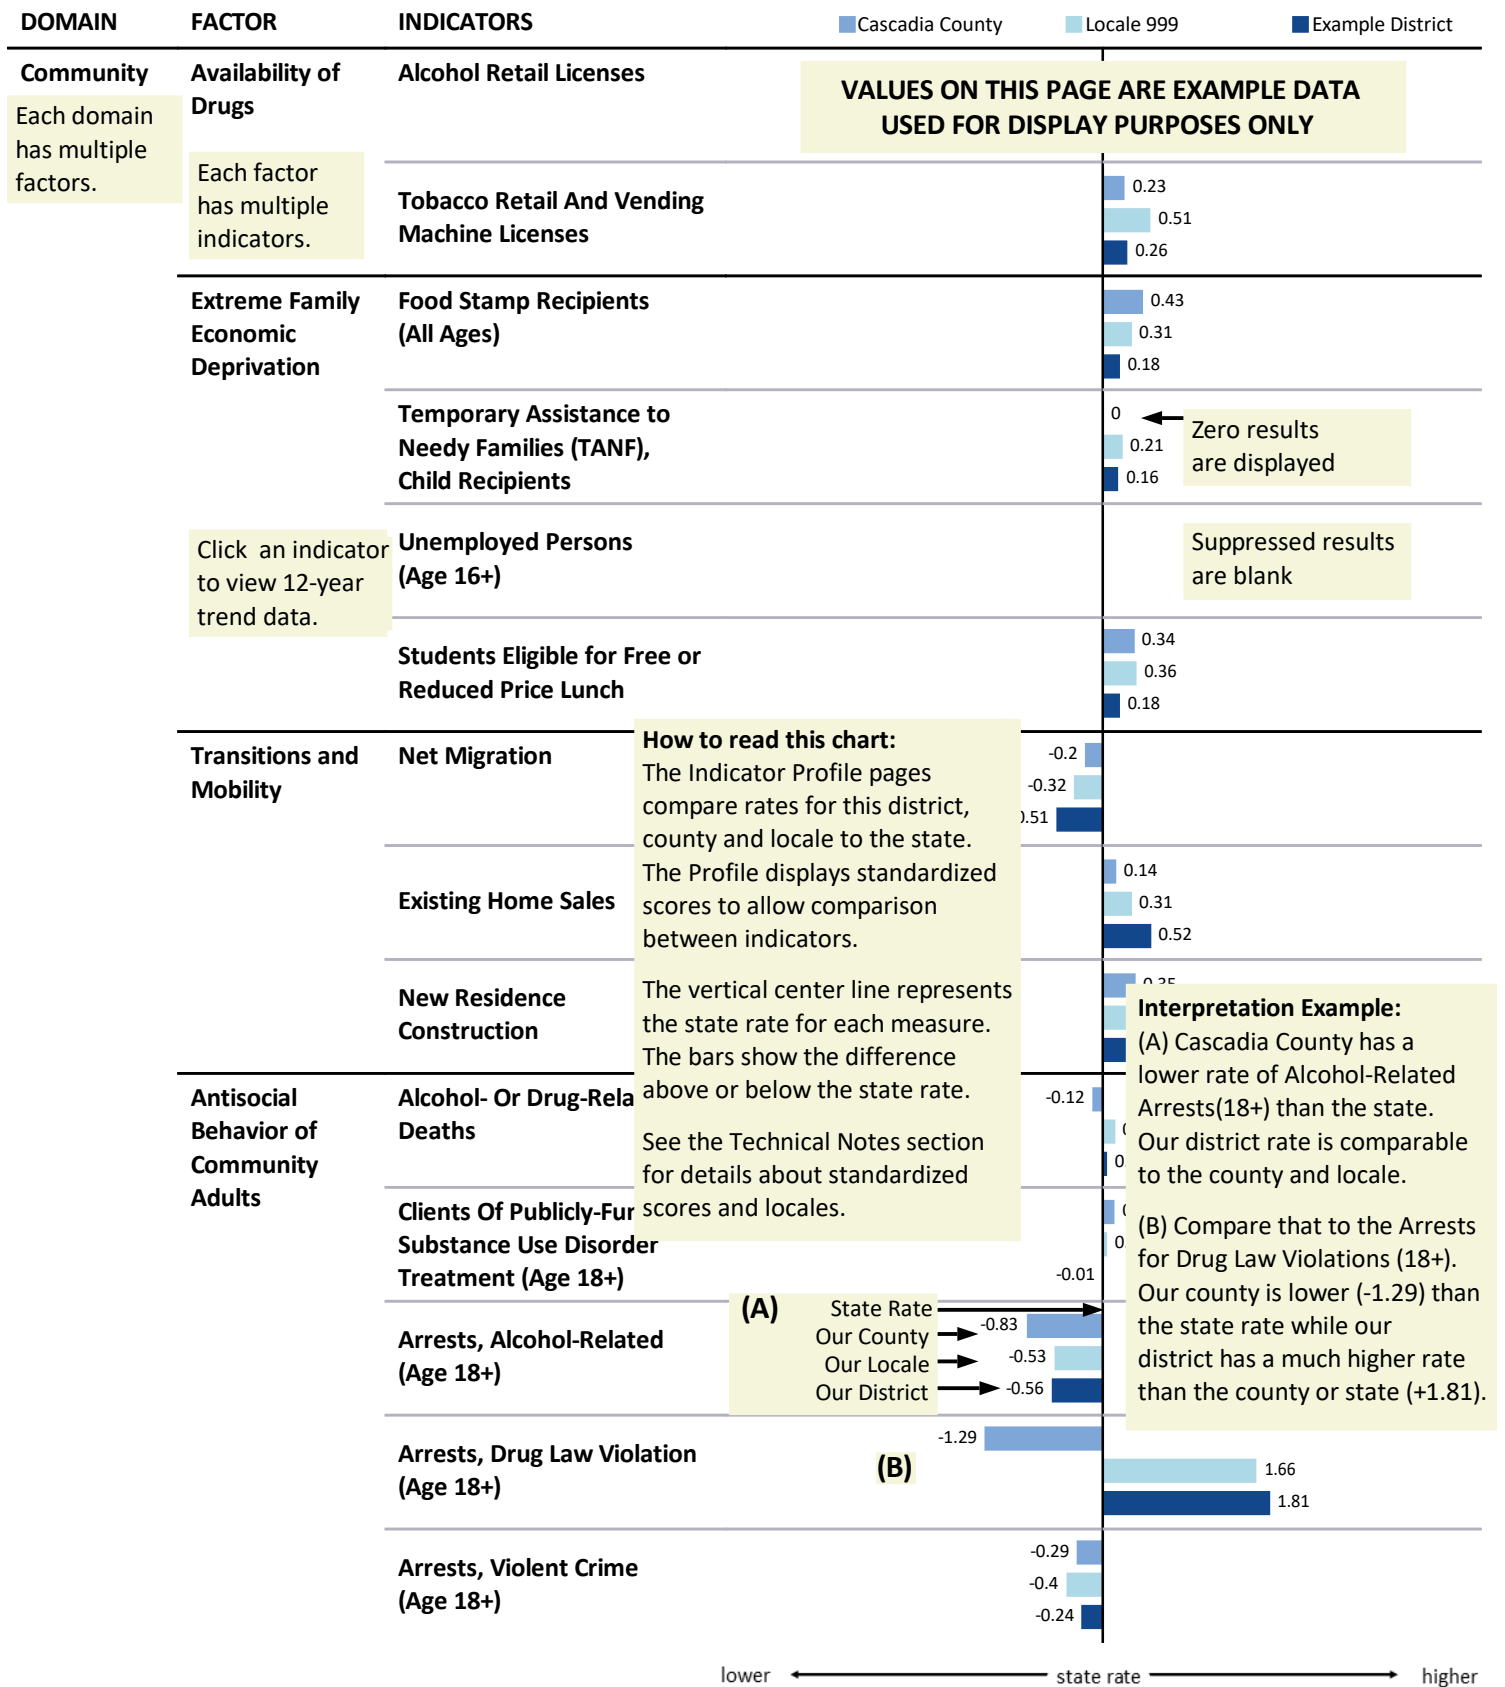 DOMAIN FACTOR INDICATORS Cascadia County Locale 999 Example District
Community
Each domain
has multiple
factors.
Availability of
Drugs
Each factor
has multiple
indicators.
Alcohol Retail Licenses
VALUES ON THIS PAGE ARE EXAMPLE DATA
USED FOR DISPLAY PURPOSES ONLY
Tobacco Retail And Vending
Machine Licenses
0.23
0.51
0.26
Extreme Family
Economic
Deprivation
Food Stamp Recipients
(All Ages)
0.43
0.31
0.18
Temporary Assistance to
Needy Families (TANF),
Child Recipients
0
0.21
0.16
Zero results
are displayed
Click an indicator
to view 12-year
trend data.
Unemployed Persons
(Age 16+)
Suppressed results
are blank
Students Eligible for Free or
Reduced Price Lunch
0.34
0.36
0.18
Transitions and
Mobility
Net Migration
-0.2
-0.32
.51
How to read this chart:
The Indicator Profile pages
compare rates for this district,
county and locale to the state.
The Profile displays standardized
scores to allow comparison
between indicators.
The vertical center line represents
the state rate for each measure.
The bars show the difference
above or below the state rate.
See the Technical Notes section
for details about standardized
scores and locales.
Existing Home Sales
0.14
0.31
0.52
New Residence
Construction
Interpretation Example:
(A) Cascadia County has a
lower rate of Alcohol-Related
Arrests(18+) than the state.
Our district rate is comparable
to the county and locale.
(B) Compare that to the Arrests
for Drug Law Violations (18+).
Our county is lower (-1.29) than
the state rate while our
district has a much higher rate
than the county or state (+1.81).
Antisocial
Behavior of
Community
Adults
Alcohol- Or Drug-Rela
Deaths
-0.12
0.
Clients Of Publicly-Fun
Substance Use Disorder
Treatment (Age 18+)
0.
-0.01
Arrests, Alcohol-Related
(Age 18+)
(A)
State Rate
Our County
Our Locale
Our District
-0.83
-0.53
-0.56
Arrests, Drug Law Violation
(Age 18+)
(B)
-1.29
1.66
1.81
Arrests, Violent Crime
(Age 18+)
-0.29
-0.4
-0.24
lower state rate higher